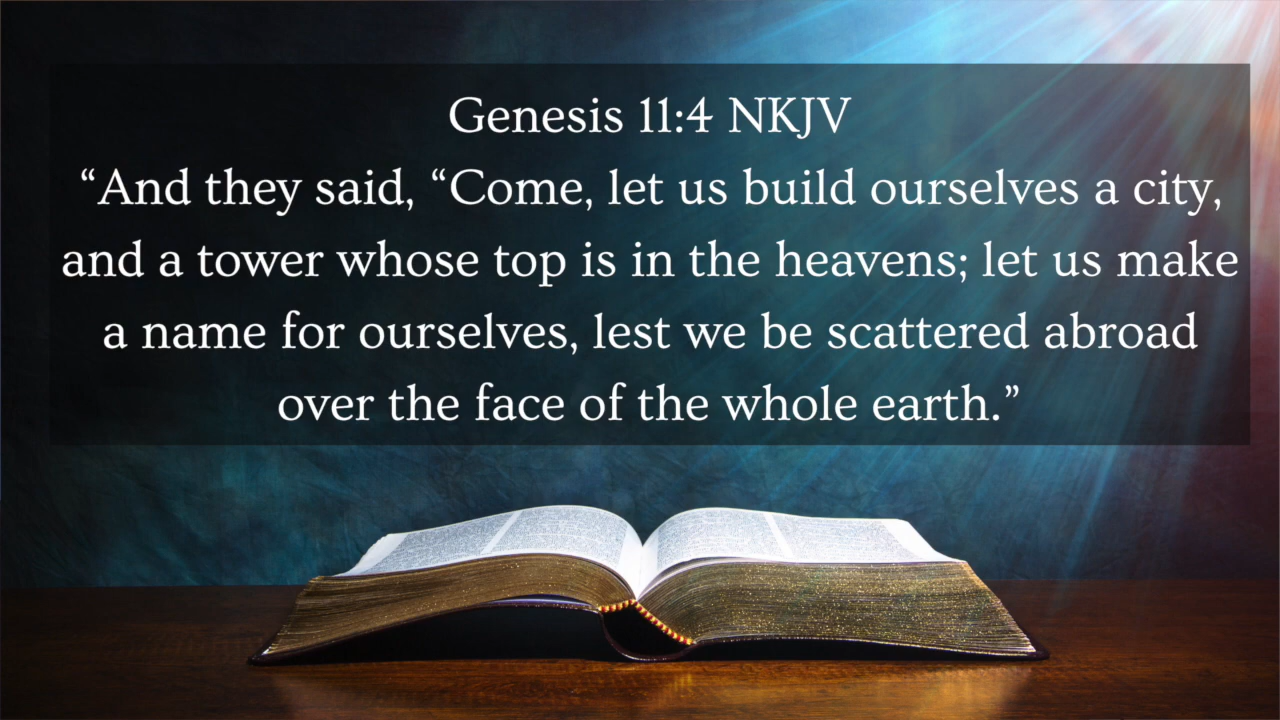 Genesis 11:4 NKJV
“And they said, “Come, let us build ourselves a city,
and a tower whose top is in the heavens; let us make
a name for ourselves, lest we be scattered abroad
over the face of the whole earth.”